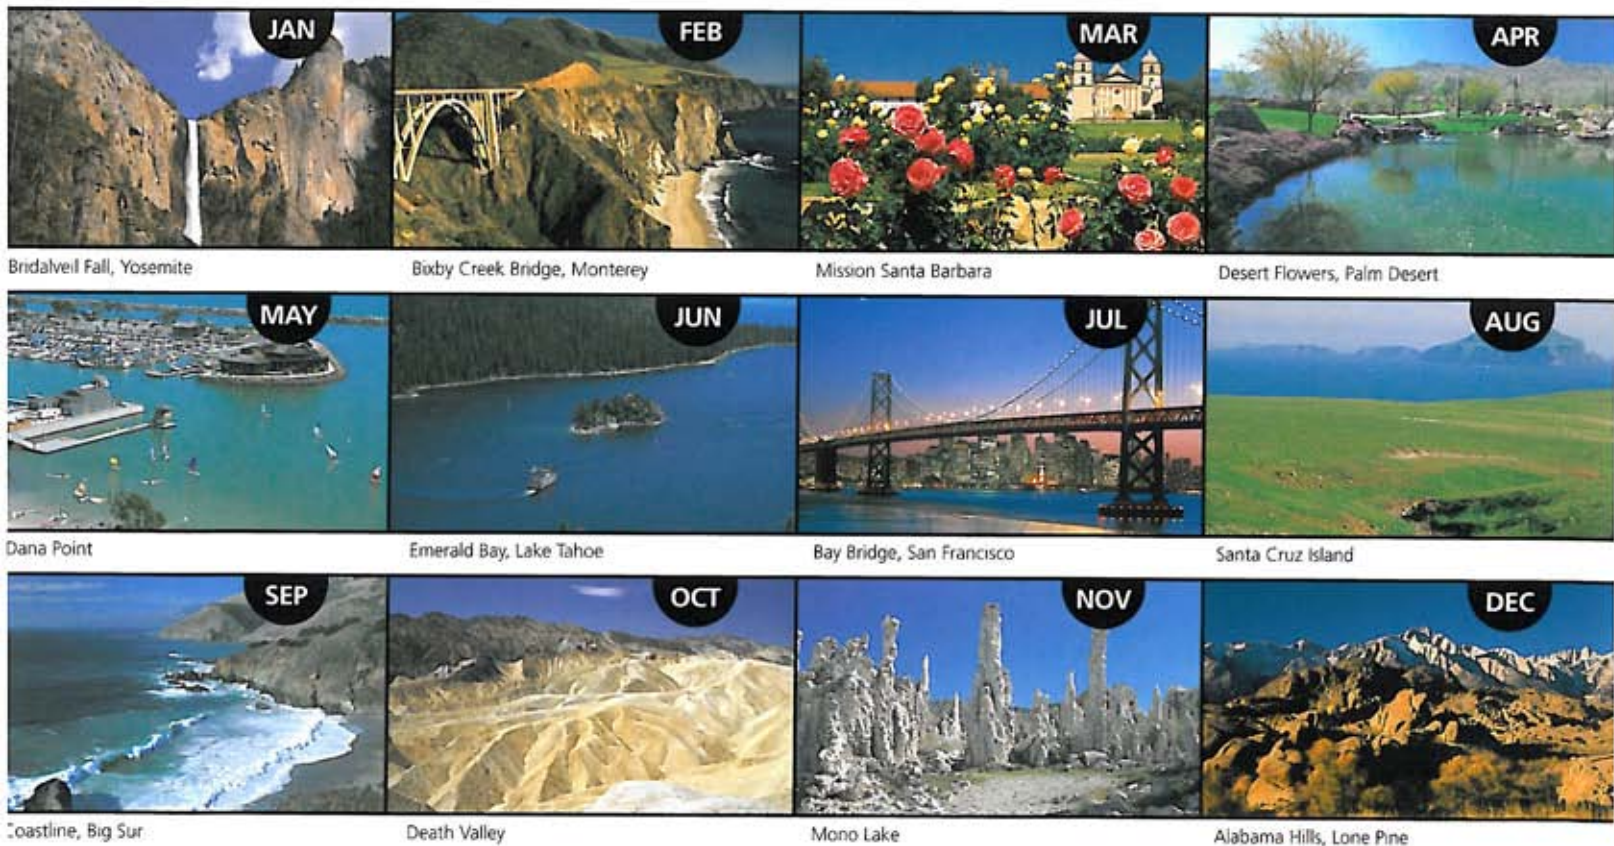 JAN
FEB
MAR
APR
Bridalveil Fall, Yosemite
Bixby Creek Bridge, Monterey
Mission Santa Barbara
Desert Flowers, Palm Desert
MAY
JUN
JUL
AUG
Dana Point
Emerald Bay, Lake Tahoe
Bay Bridge, San Francisco
Santa Cruz Island
SEP
OCT
NOV
DEC
Coastline, Big Sur
Death Valley
Mono Lake
Alabama Hills, Lone Pine